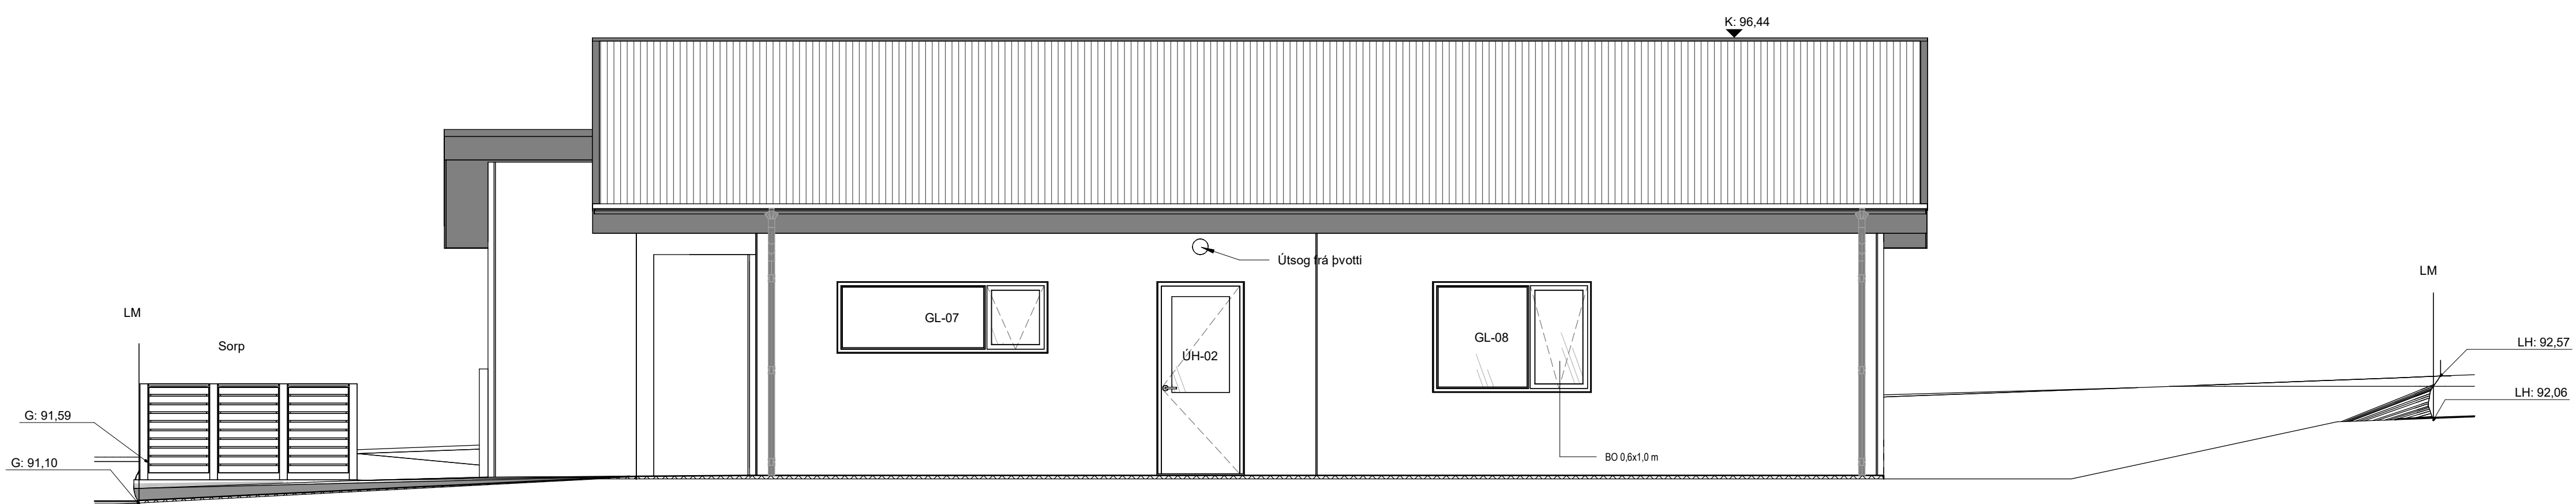 K: 96,44
Útsog frá þvotti
LM
LM
GL-07
Sorp
ÚH-02
GL-08
LH: 92,57
LH: 92,06
G: 91,59
BO 0,6x1,0 m
G: 91,10